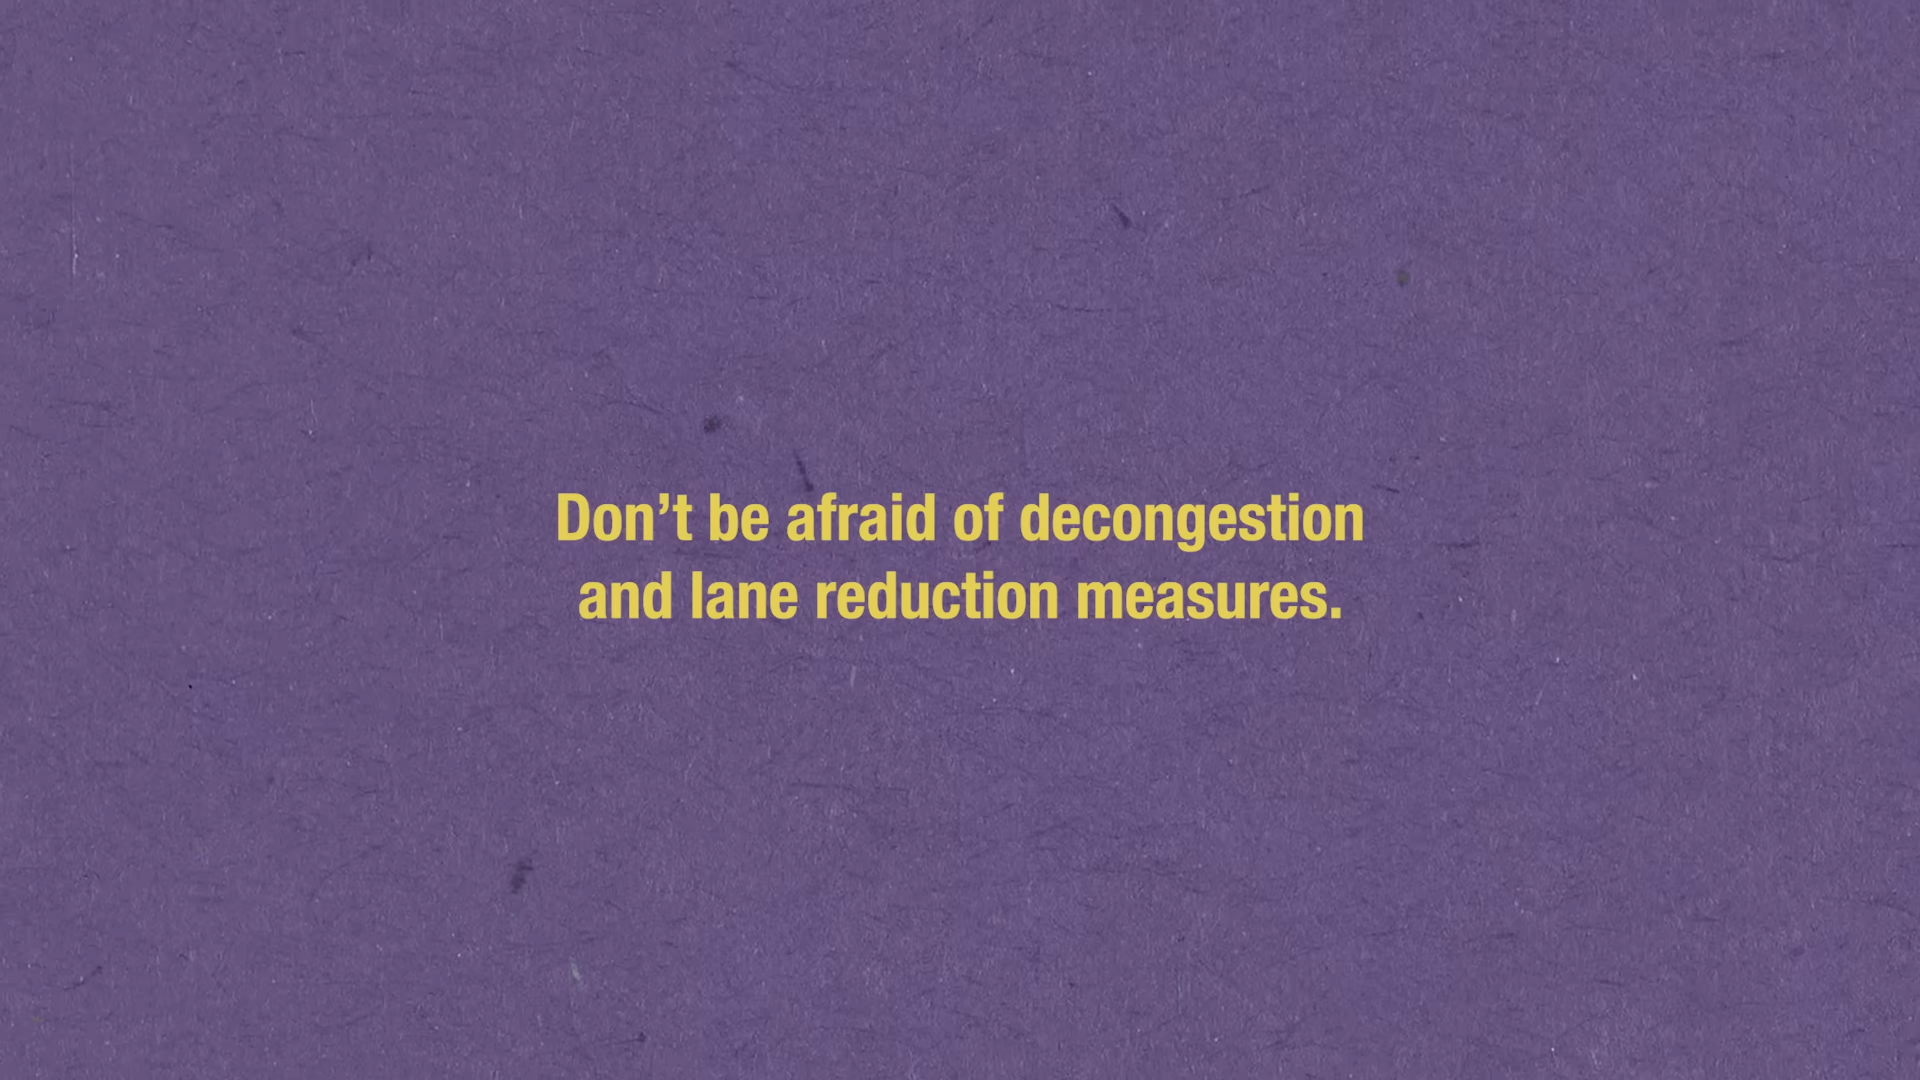 Don’t be afraid of decongestion
and lane reduction measures.